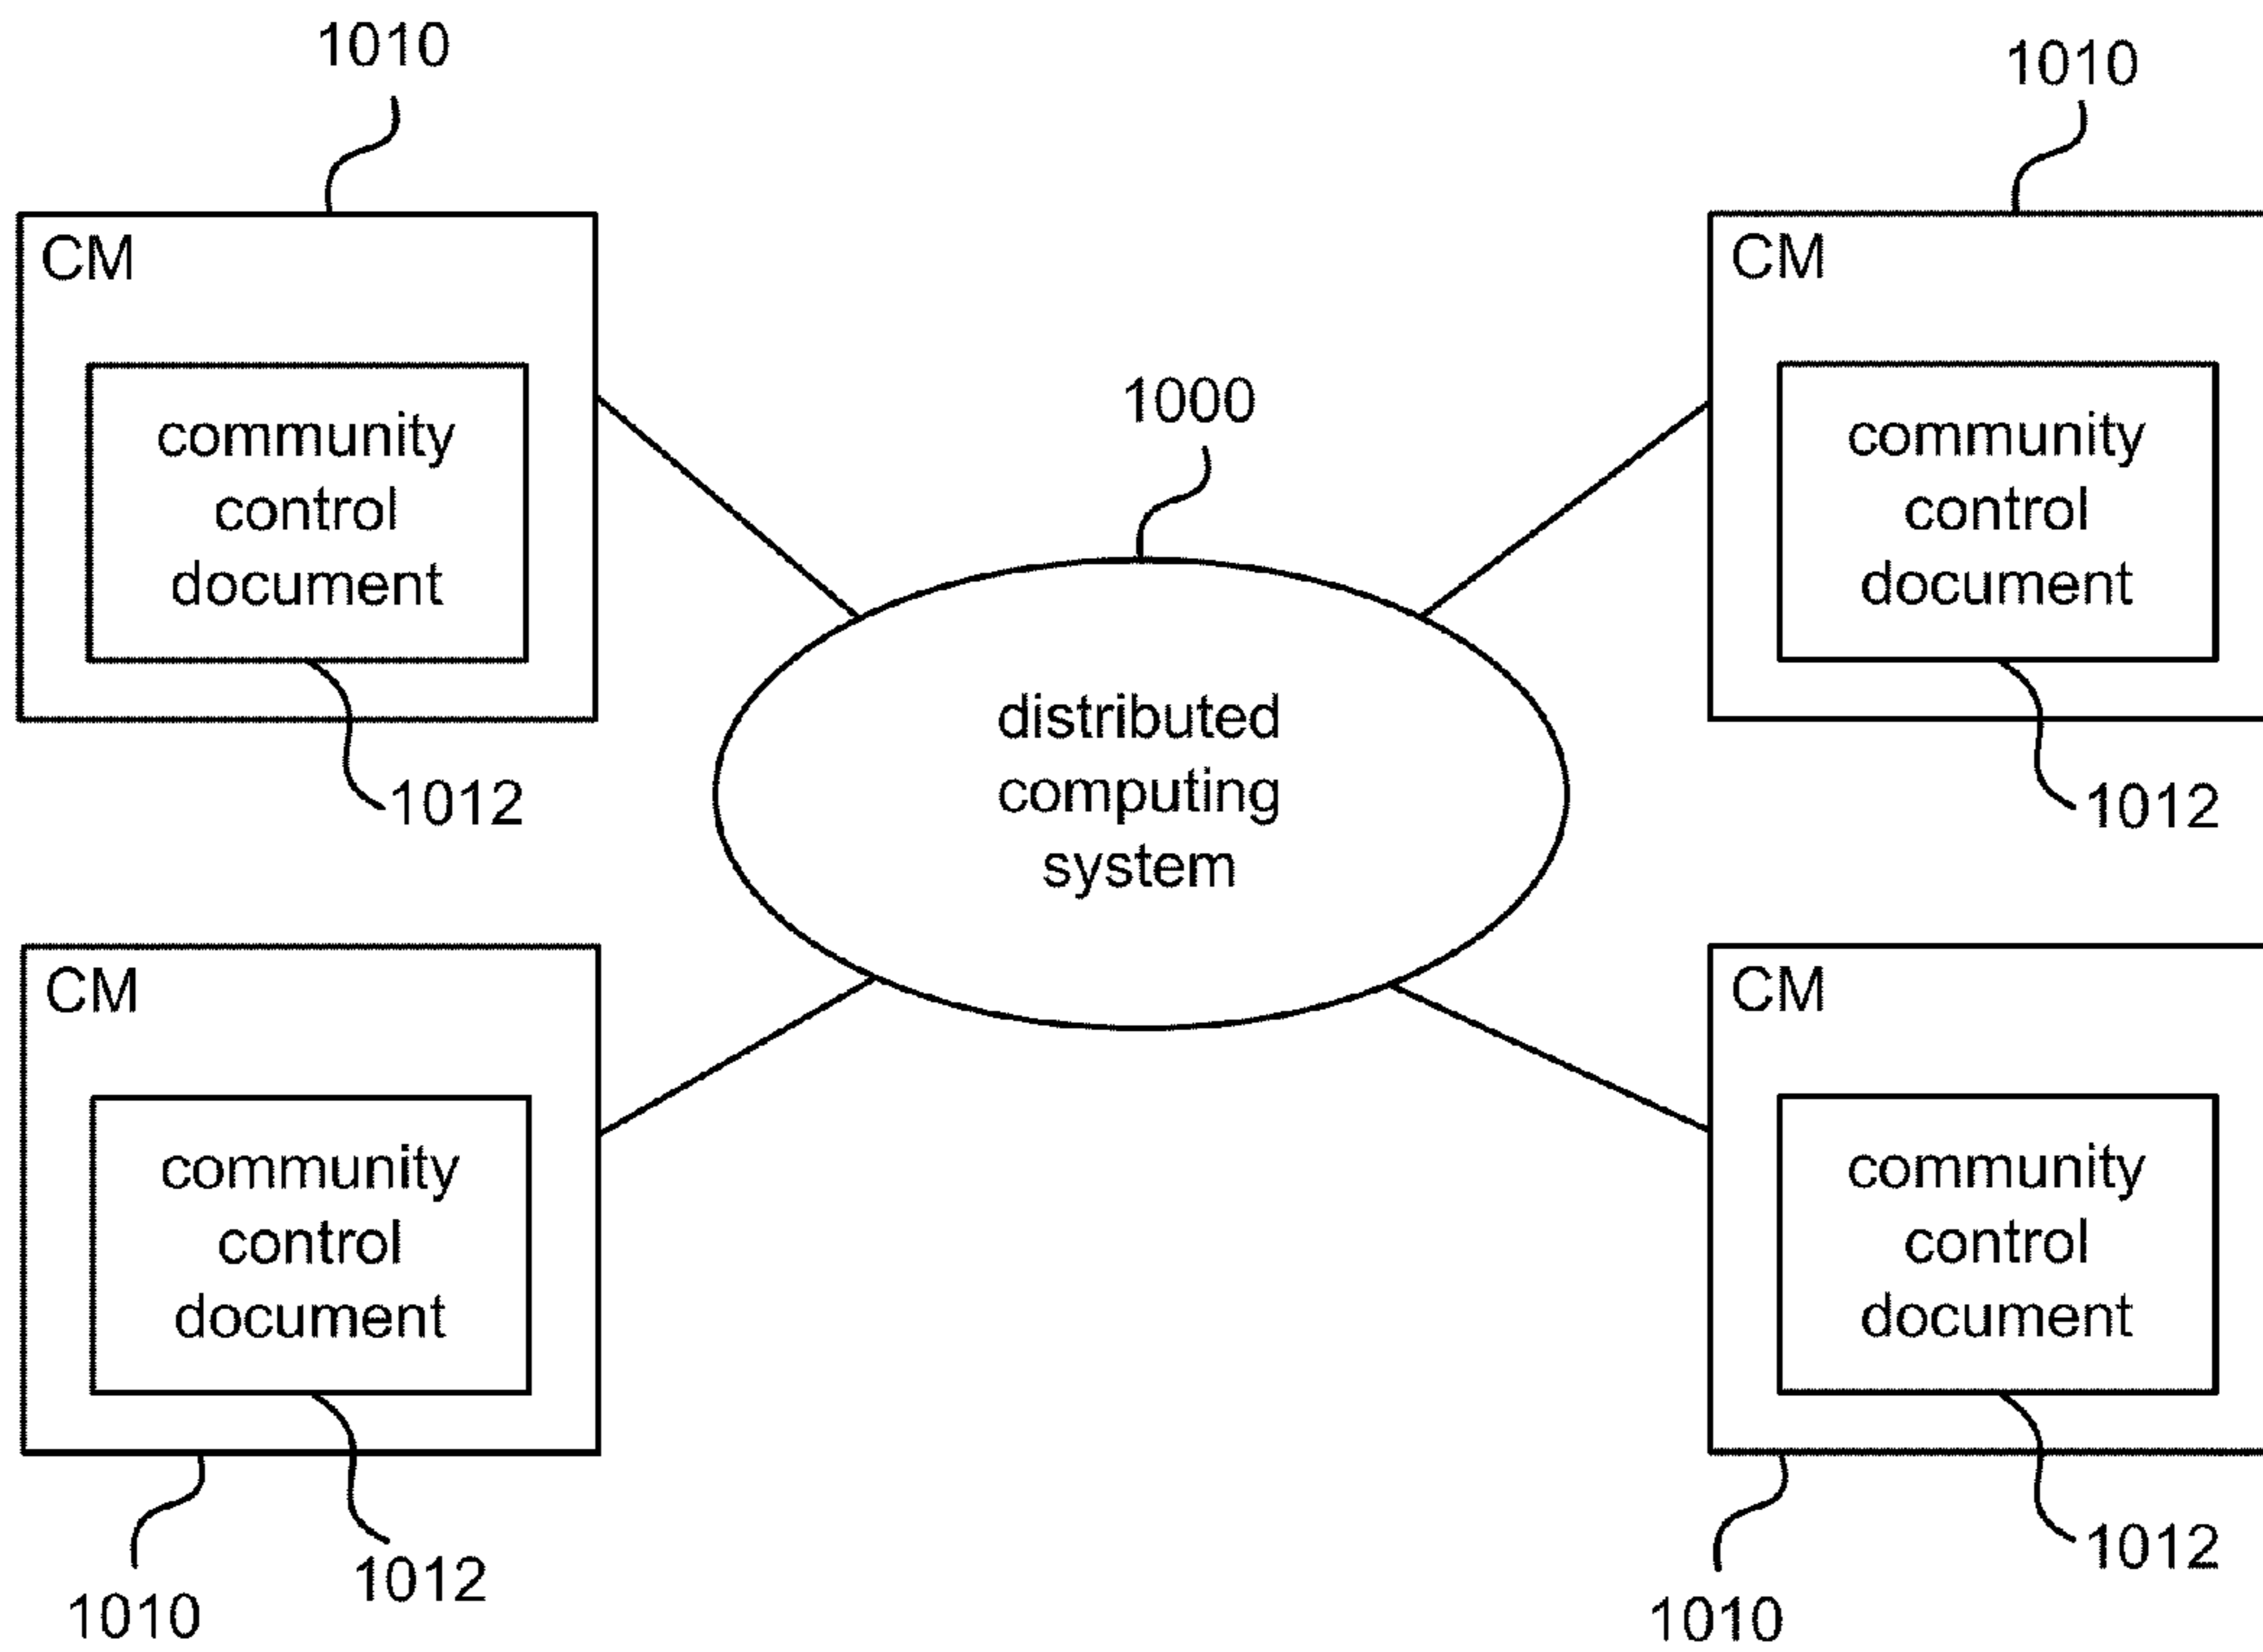 1010
1010
CM
community
control
document
1012
CM
community
control
document
1012
1000
distributed
computing
system
CM
community
control
document
1012
1010
CM
community
control
document
1012
1010